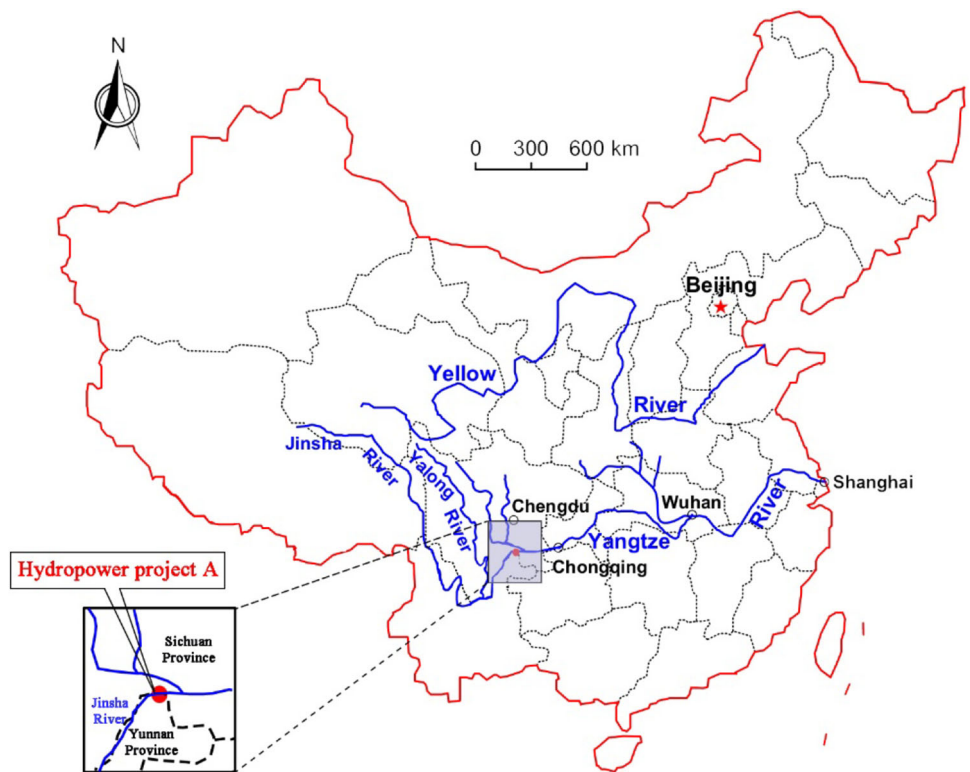 N
0 300 600 km
Beijing
Yellow
River
Jinsha
River
Yalong
River
Chengdu
Wuhan
River
Shanghai
Yangtze
Chongqing
Hydropower project A
Sichuan
Province
Jinsha
River
Yunnan
Province